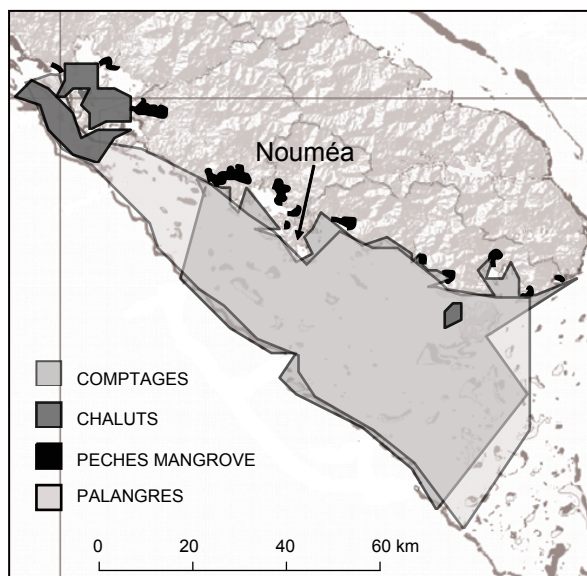 Nouméa
COMPTAGES
CHALUTS
PECHES MANGROVE
PALANGRES
0 20 40 60 km